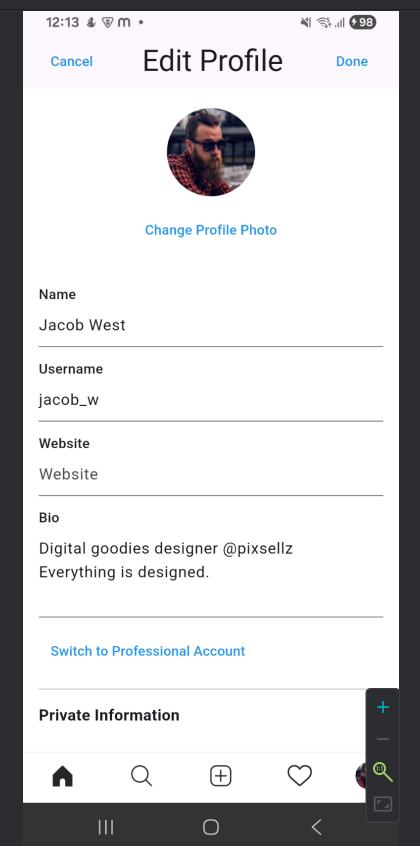 12:13 m 98
Cancel Edit Profile Done
Change Profile Photo
Name
Jacob West
Username
jacob_w
Website
Website
Bio
Digital goodies designer @pixsellz
Everything is designed.
Switch to Professional Account
Private Information